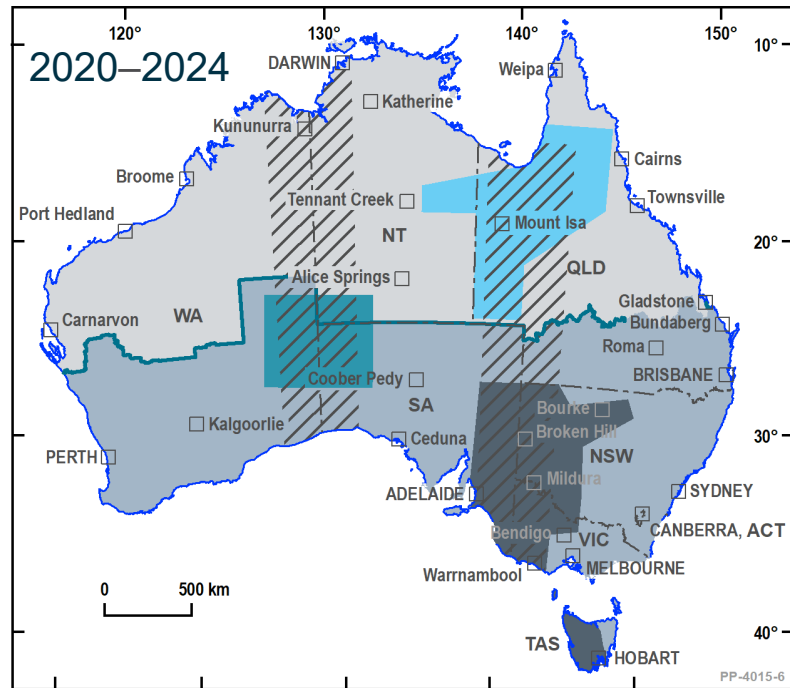 120° 130° 140° 150°
2020–2024
10°
DARWIN
Weipa
Katherine
Kununurra
Cairns
Broome
Tennant Creek
Townsville
Port Hedland
Mount Isa
NT
20°
Alice Springs
QLD
Gladstone
Carnarvon
WA
Bundaberg
Roma
Coober Pedy
BRISBANE
SA
Bourke
Kalgoorlie
Broken Hill
Ceduna
30°
NSW
PERTH
Mildura
ADELAIDE
SYDNEY
CANBERRA, ACT
Bendigo
VIC
Warrnambool
MELBOURNE
0 500 km
TAS
40°
HOBART
PP-4015-6